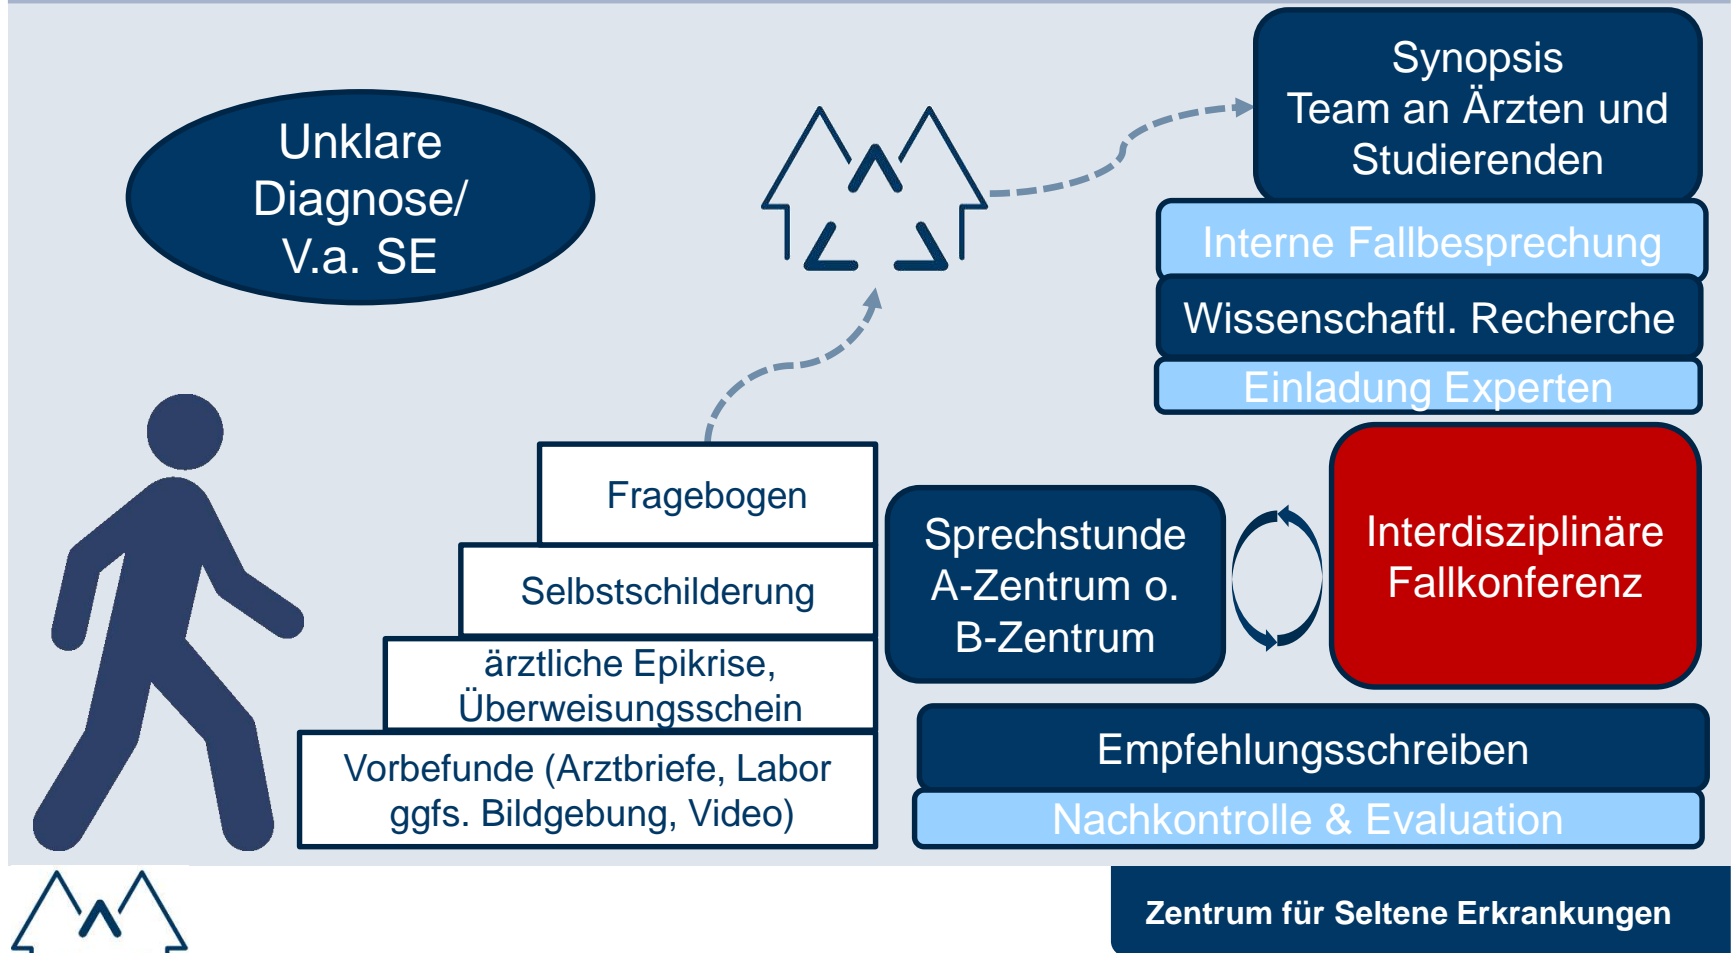 Unklare
Diagnose/
V.a. SE
Synopsis
Team an Ärzten und
Studierenden
Interne Fallbesprechung
Wissenschaftl. Recherche
Einladung Experten
Fragebogen
Selbstschilderung
ärztliche Epikrise,
Überweisungsschein
Vorbefunde (Arztbriefe, Labor
ggfs. Bildgebung, Video)
Sprechstunde
A-Zentrum o.
B-Zentrum
Interdisziplinäre
Fallkonferenz
Empfehlungsschreiben
Nachkontrolle & Evaluation
Zentrum für Seltene Erkrankungen